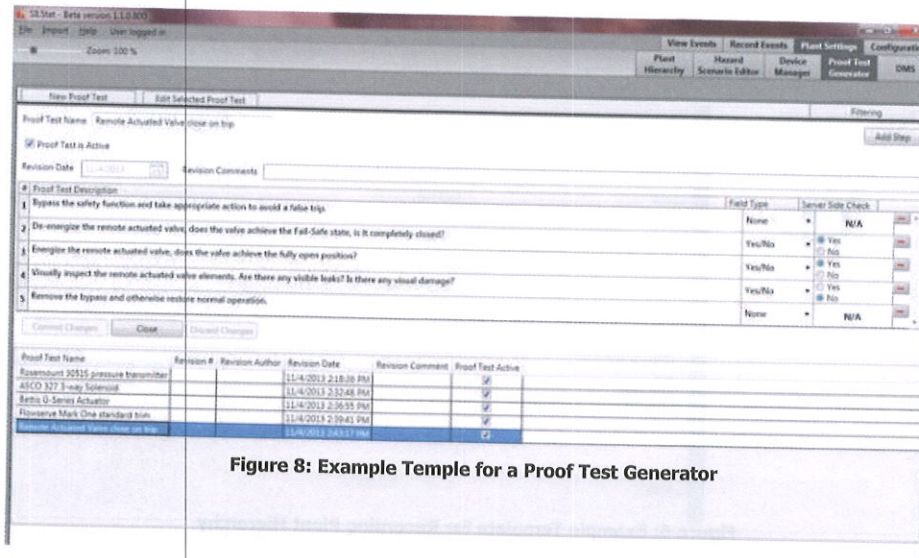 SILStat - Beta version 1.1.0.800
File Import Help User logged in
Zoom: 100 %
View Events Record Events Plant Settings Configuratio
Plant Hierarchy Hazard Scenario Editor Device Manager Proof Test Generator DMS
New Proof Test Edit Selected Proof Test Filtering
Proof Test Name Remote Actuated Valve close on trip Add Step
Proof Test is Active
Revision Date 11/4/2013 Revision Comments
# Proof Test Description Field Type Server Side Check
1 Bypass the safety function and take appropriate action to avoid a false trip. None N/A
2 De-energize the remote actuated valve, does the valve achieve the Fail-Safe state, is it completely closed? Yes/No Yes No
3 Energize the remote actuated valve, does the valve achieve the fully open position? Yes/No Yes No
4 Visually inspect the remote actuated valve elements. Are there any visible leaks? Is there any visual damage? Yes/No Yes No
5 Remove the bypass and otherwise restore normal operation. None N/A
Commit Changes Close Discard Changes
Proof Test Name Revision # Revision Author Revision Date Revision Comment Proof Test Active
Rosemount 3051S pressure transmitter 11/4/2013 2:18:26 PM
ASCO 327 3-way Solenoid 11/4/2013 2:32:48 PM
Bettis G-Series Actuator 11/4/2013 2:36:55 PM
Flowserve Mark One standard trim 11/4/2013 2:39:41 PM
Remote Actuated Valve close on trip 11/4/2013 2:43:17 PM
Figure 8: Example Temple for a Proof Test Generator